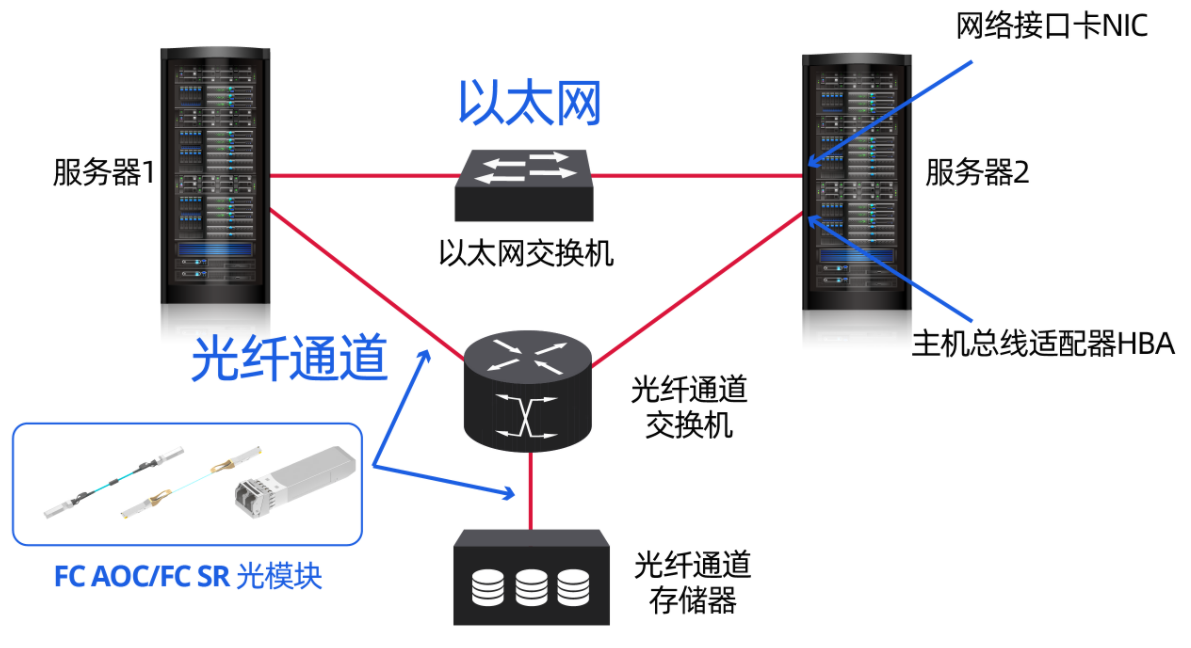 网络接口卡NIC
以太网
服务器1
服务器2
以太网交换机
光纤通道
主机总线适配器HBA
光纤通道
交换机
FC AOC/FC SR 光模块
光纤通道
存储器